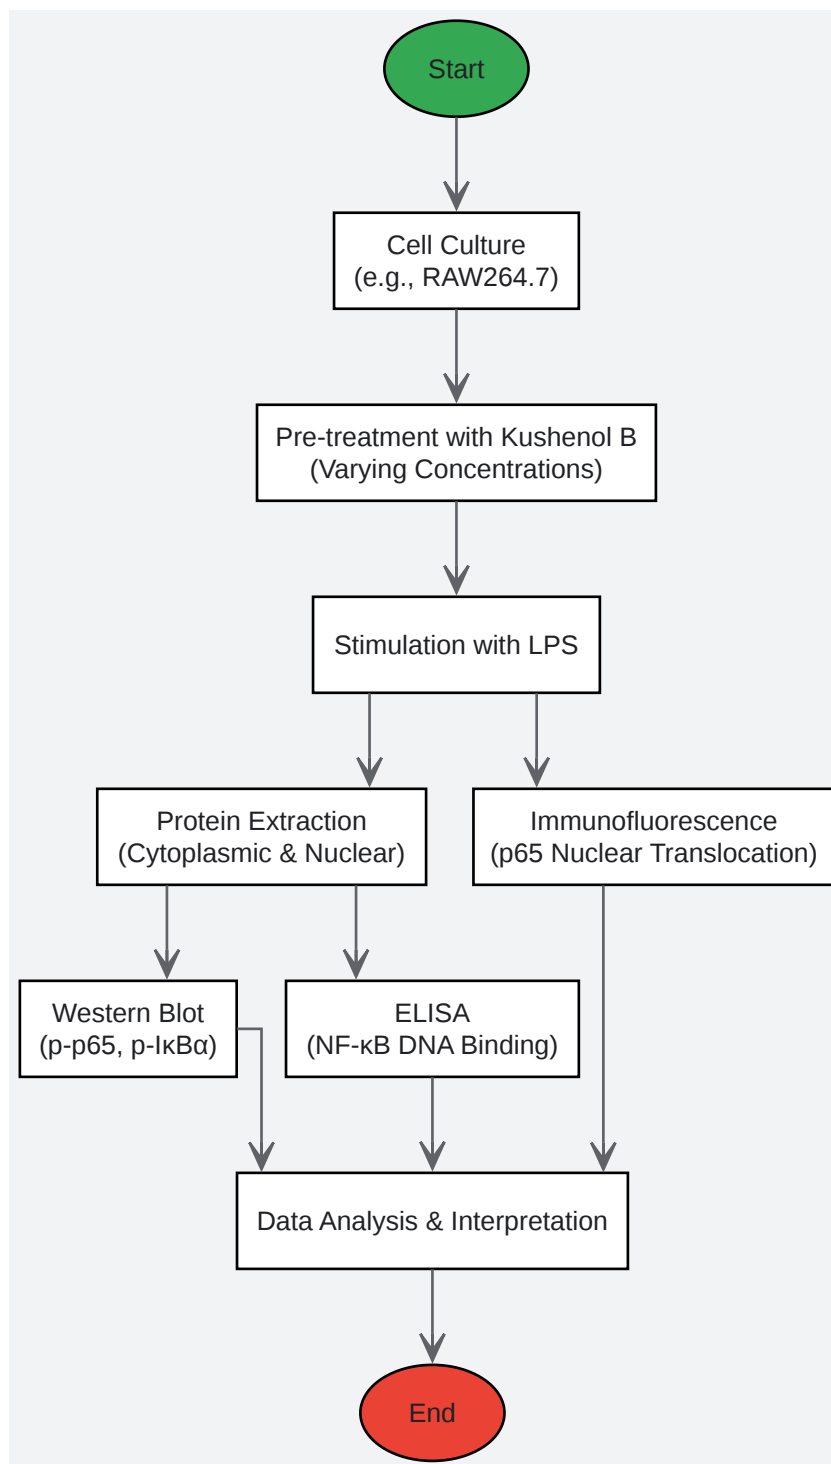 Start
Cell Culture
(e.g., RAW264.7)
Pre-treatment with Kushenol B
(Varying Concentrations)
Stimulation with LPS
Protein Extraction
(Cytoplasmic & Nuclear)
Immunofluorescence
(p65 Nuclear Translocation)
Western Blot
(p-p65, p-IκBα)
ELISA
(NF-κB DNA Binding)
Data Analysis & Interpretation
End